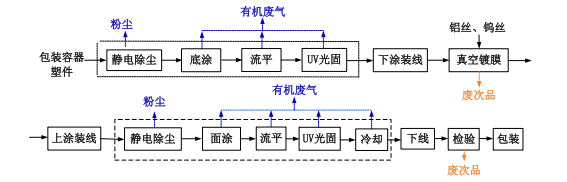 有机废气
粉尘
铝丝、钨丝
包装容器
塑件
静电除尘 底涂 流平 UV光固 下涂装线 真空镀膜
废次品
有机废气
粉尘
上涂装线 静电除尘 面涂 流平 UV光固 冷却 下线 检验 包装
废次品